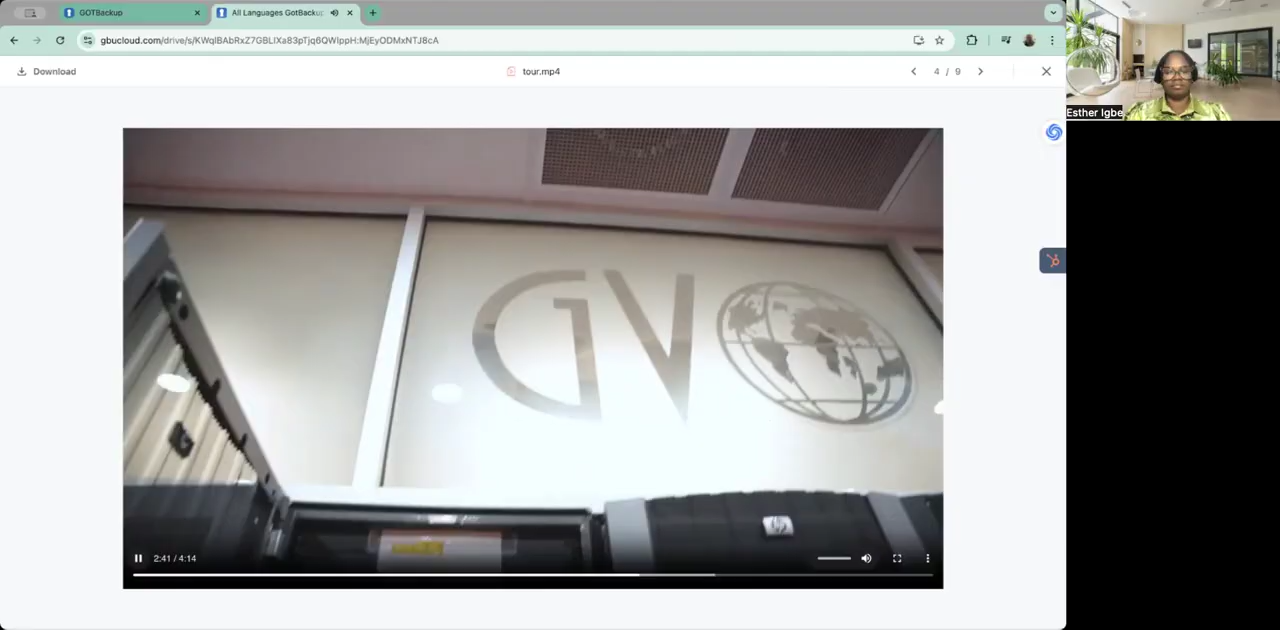 GOTBackup
All Languages GotBackup
gbucloud.com/drive/s/KWqIBAbRxZ7GBLIXa83pTjq6QWIppH:MjEyODMxNTJ8cA
Download
tour.mp4
4 / 9
Esther Igbe
GV
hp
2:41 / 4:14